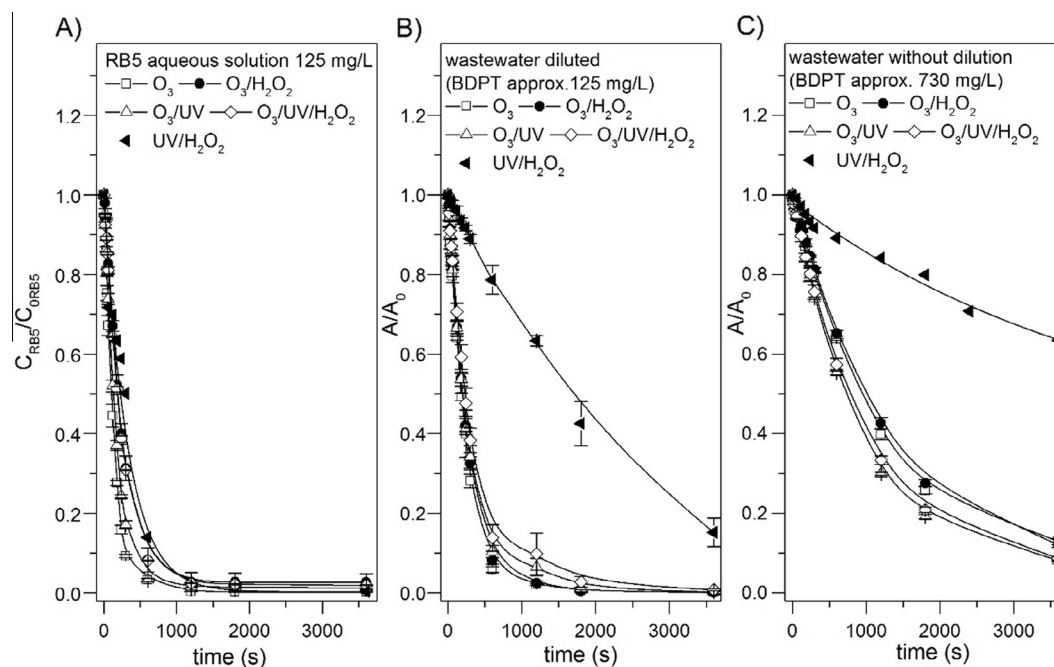 A)
RB5 aqueous solution 125 mg/L
O₃ O₃/H₂O₂
O₃/UV O₃/UV/H₂O₂
UV/H₂O₂
C_RB5/C_0RB5
1.2
1.0
0.8
0.6
0.4
0.2
0.0
0 1000 2000 3000
time (s)
B)
wastewater diluted
(BDPT approx.125 mg/L)
O₃ O₃/H₂O₂
O₃/UV O₃/UV/H₂O₂
UV/H₂O₂
A/A₀
1.2
1.0
0.8
0.6
0.4
0.2
0.0
0 1000 2000 3000
time (s)
C)
wastewater without dilution
(BDPT approx. 730 mg/L)
O₃ O₃/H₂O₂
O₃/UV O₃/UV/H₂O₂
UV/H₂O₂
A/A₀
1.2
1.0
0.8
0.6
0.4
0.2
0.0
0 1000 2000 3000
time (s)